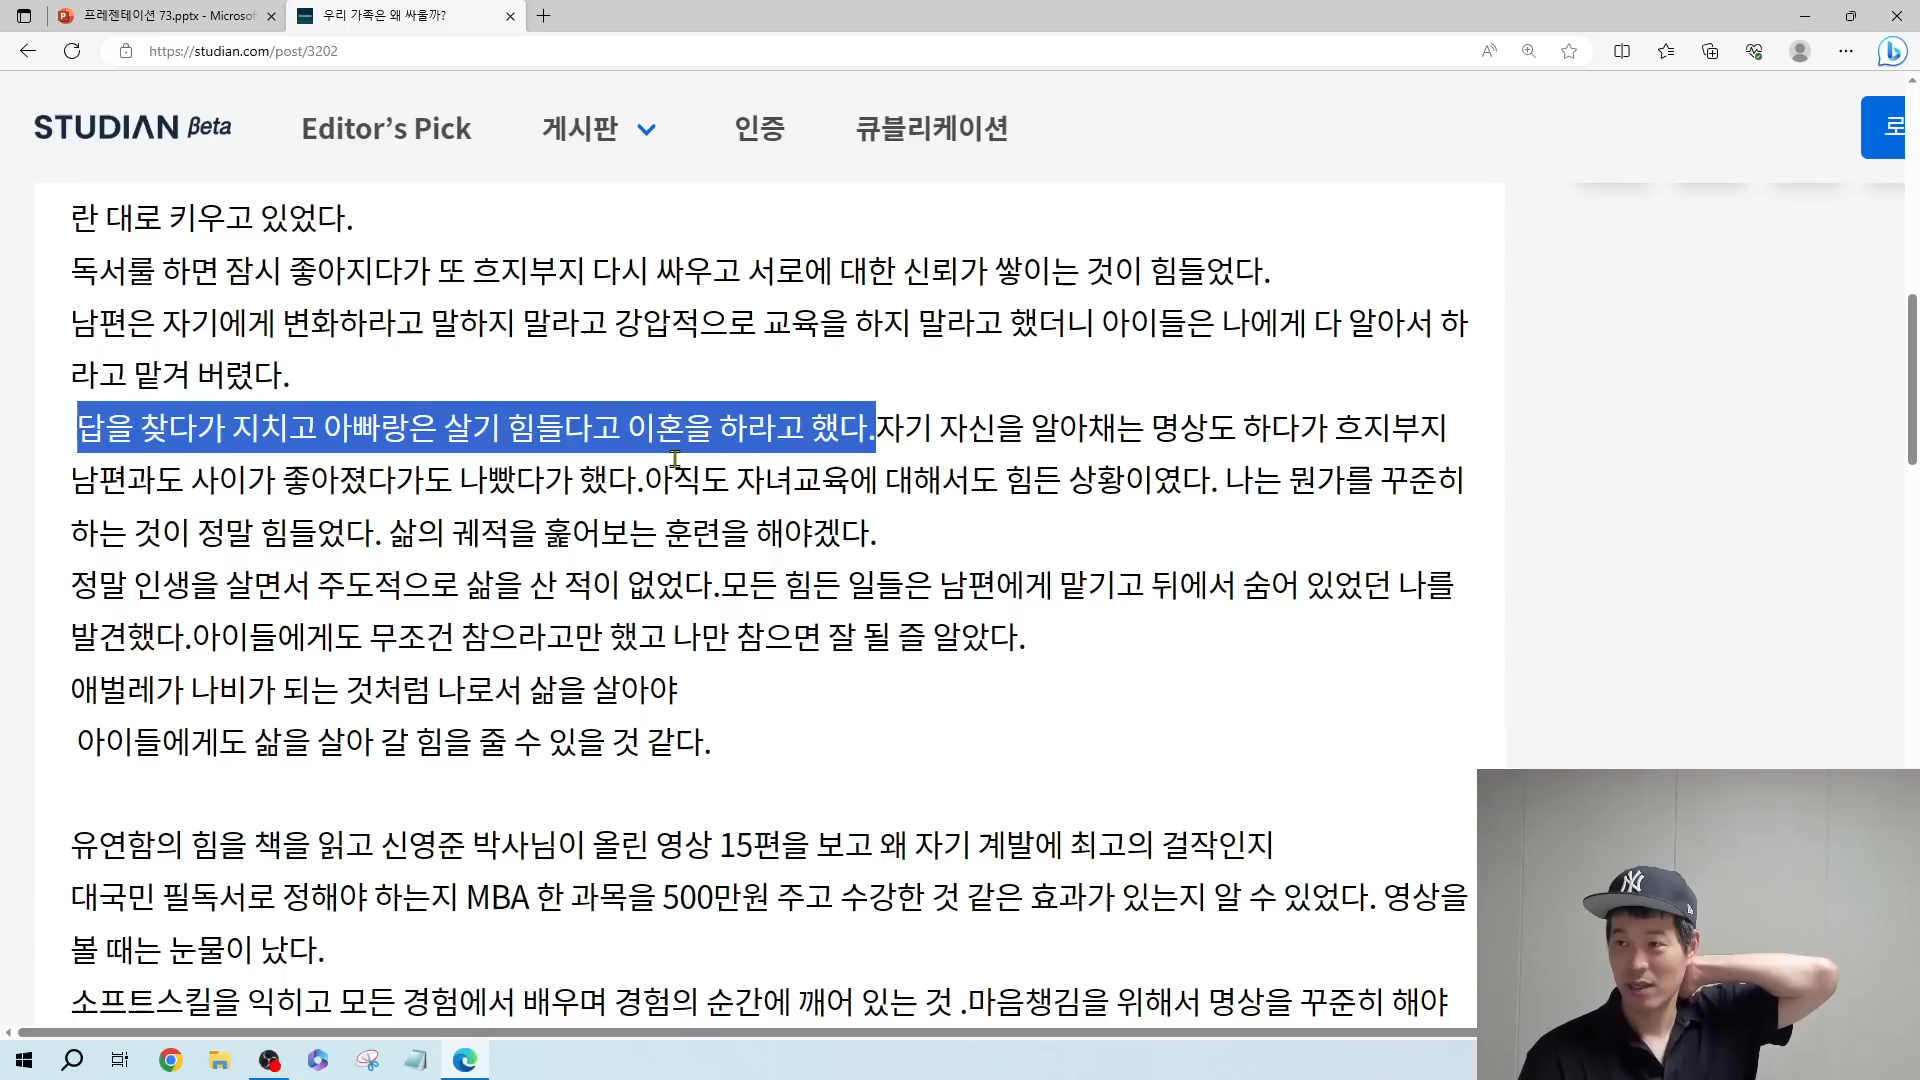 프레젠테이션 73.pptx - Microsof
우리 가족은 왜 싸울까?
https://studian.com/post/3202
STUDIAN βeta
Editor's Pick
게시판
인증
큐블리케이션
로
란 대로 키우고 있었다.
독서룰 하면 잠시 좋아지다가 또 흐지부지 다시 싸우고 서로에 대한 신뢰가 쌓이는 것이 힘들었다.
남편은 자기에게 변화하라고 말하지 말라고 강압적으로 교육을 하지 말라고 했더니 아이들은 나에게 다 알아서 하
라고 맡겨 버렸다.
답을 찾다가 지치고 아빠랑은 살기 힘들다고 이혼을 하라고 했다.자기 자신을 알아채는 명상도 하다가 흐지부지
남편과도 사이가 좋아졌다가도 나빴다가 했다.아직도 자녀교육에 대해서도 힘든 상황이였다. 나는 뭔가를 꾸준히
하는 것이 정말 힘들었다. 삶의 궤적을 훑어보는 훈련을 해야겠다.
정말 인생을 살면서 주도적으로 삶을 산 적이 없었다.모든 힘든 일들은 남편에게 맡기고 뒤에서 숨어 있었던 나를
발견했다.아이들에게도 무조건 참으라고만 했고 나만 참으면 잘 될 즐 알았다.
애벌레가 나비가 되는 것처럼 나로서 삶을 살아야
아이들에게도 삶을 살아 갈 힘을 줄 수 있을 것 같다.
유연함의 힘을 책을 읽고 신영준 박사님이 올린 영상 15편을 보고 왜 자기 계발에 최고의 걸작인지
대국민 필독서로 정해야 하는지 MBA 한 과목을 500만원 주고 수강한 것 같은 효과가 있는지 알 수 있었다. 영상을
볼 때는 눈물이 났다.
소프트스킬을 익히고 모든 경험에서 배우며 경험의 순간에 깨어 있는 것 .마음챙김을 위해서 명상을 꾸준히 해야